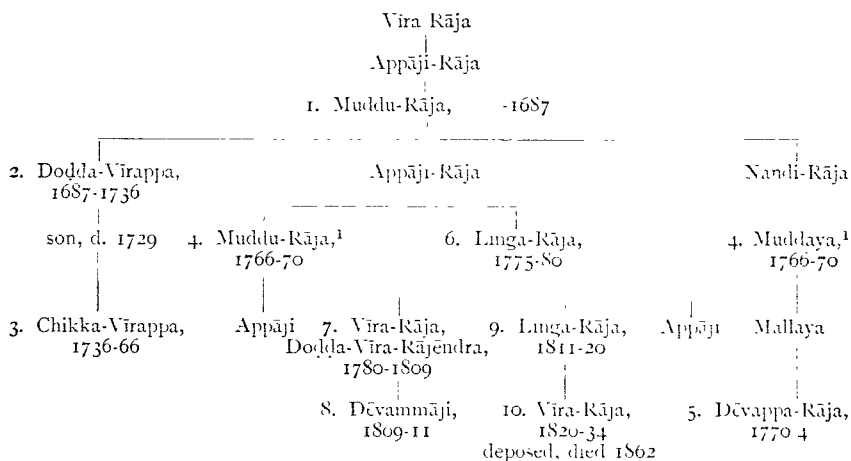 Vīra Rāja
Appāji-Rāja
1. Muddu-Rāja, -1687
2. Doḍḍa-Vīrappa, Appāji-Rāja Nandi-Rāja
1687-1736
son, d. 1729 4. Muddu-Rāja,¹ 6. Linga-Rāja, 4. Muddaya,¹
1766-70 1775-80 1766-70
3. Chikka-Vīrappa, Appāji 7. Vīra-Rāja, 9. Linga-Rāja, Appāji Mallaya
1736-66 Doḍḍa-Vīra-Rājēndra, 1811-20
1780-1809
8. Dēvammāji, 10. Vīra-Rāja, 5. Dēvappa-Rāja,
1809-11 1820-34 1770 4
deposed, died 1862